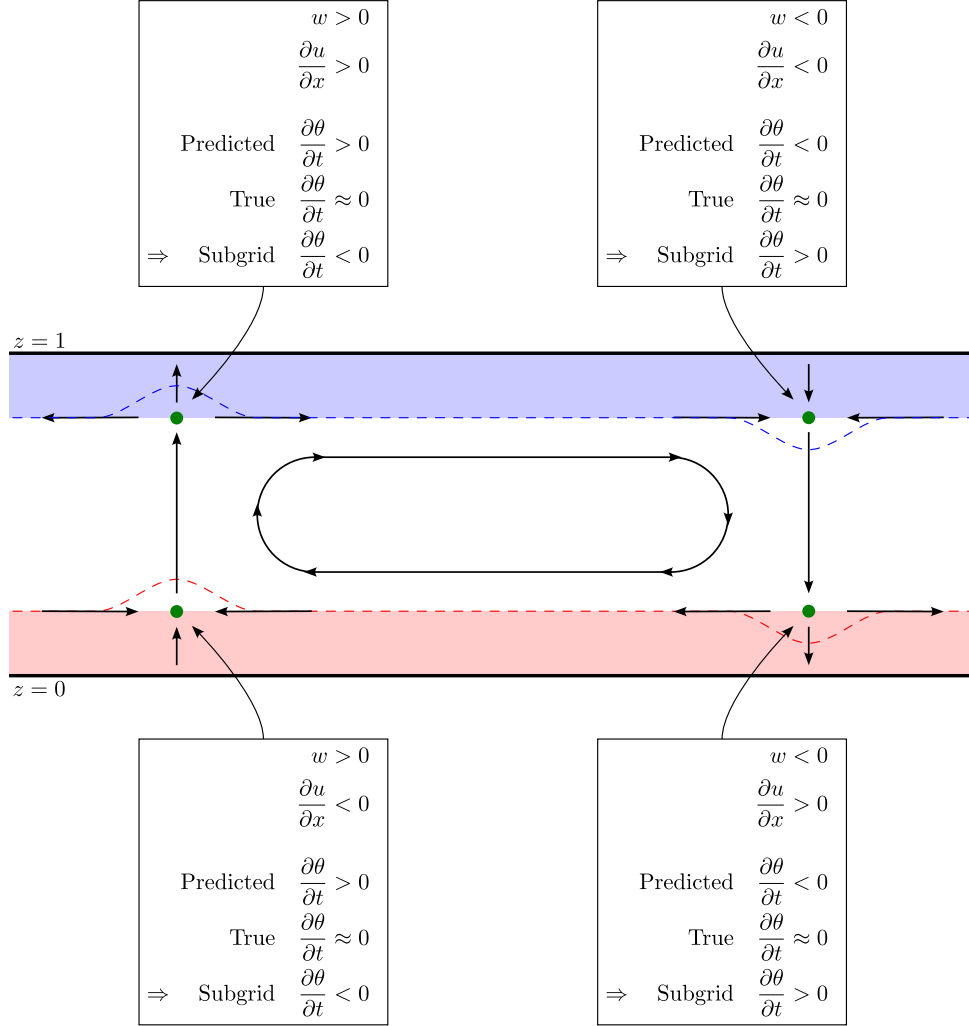 w > 0
∂u/∂x > 0
Predicted ∂θ/∂t > 0
True ∂θ/∂t ≈ 0
⇒ Subgrid ∂θ/∂t < 0
w < 0
∂u/∂x < 0
Predicted ∂θ/∂t < 0
True ∂θ/∂t ≈ 0
⇒ Subgrid ∂θ/∂t > 0
z = 1
z = 0
w > 0
∂u/∂x < 0
Predicted ∂θ/∂t > 0
True ∂θ/∂t ≈ 0
⇒ Subgrid ∂θ/∂t < 0
w < 0
∂u/∂x > 0
Predicted ∂θ/∂t < 0
True ∂θ/∂t ≈ 0
⇒ Subgrid ∂θ/∂t > 0